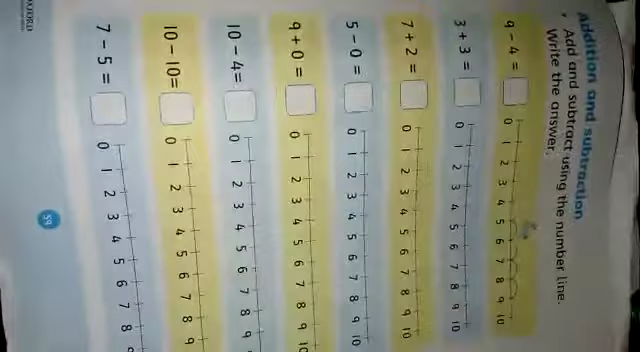 Addition and subtraction
Add and subtract using the number line.
Write the answer.
9 - 4 =
0 1 2 3 4 5 6 7 8 9 10
3 + 3 =
0 1 2 3 4 5 6 7 8 9 10
7 + 2 =
0 1 2 3 4 5 6 7 8 9 10
5 - 0 =
0 1 2 3 4 5 6 7 8 9 10
9 + 0 =
0 1 2 3 4 5 6 7 8 9 10
10 - 4 =
0 1 2 3 4 5 6 7 8 9
10 - 10 =
0 1 2 3 4 5 6 7 8 9
7 - 5 =
0 1 2 3 4 5 6 7 8
59
OXFORD